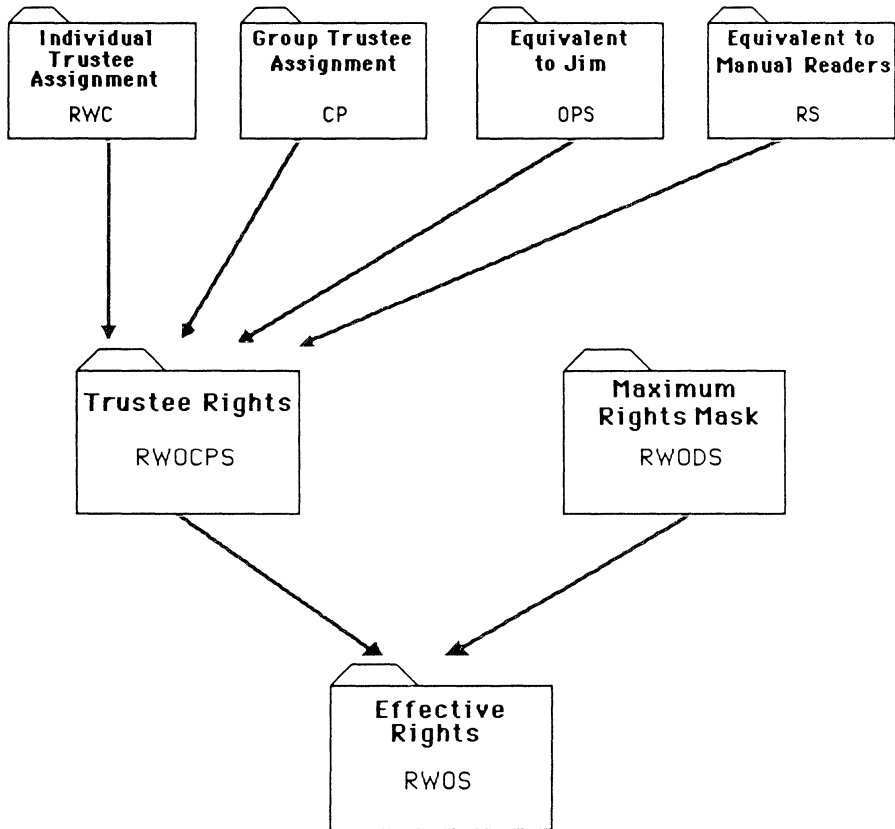 Individual
Trustee
Assignment
RWC
Group Trustee
Assignment
CP
Equivalent
to Jim
OPS
Equivalent to
Manual Readers
RS
Trustee Rights
RWOCPS
Maximum
Rights Mask
RWODS
Effective
Rights
RWOS